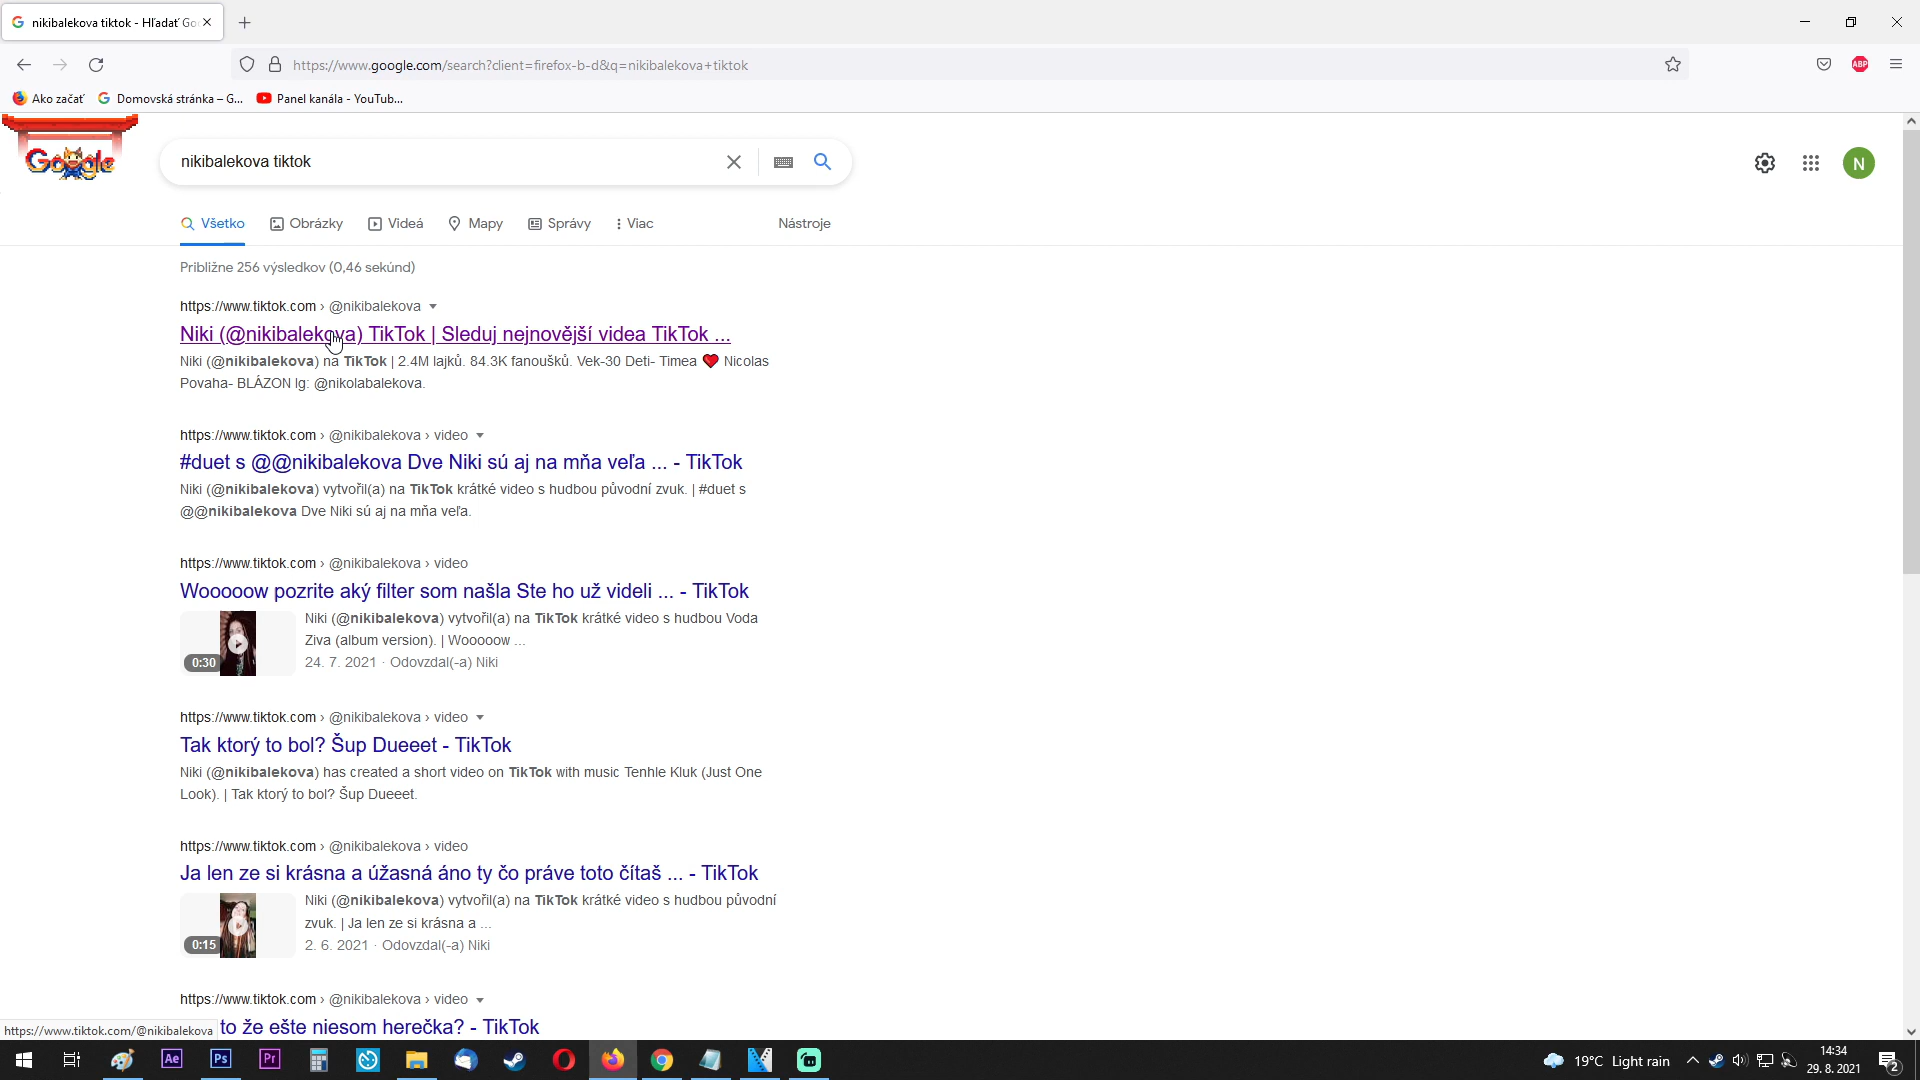 nikibalekova tiktok - Hľadať Go
https://www.google.com/search?client=firefox-b-d&q=nikibalekova+tiktok
ABP
Ako začať
Domovská stránka – G...
Panel kanála - YouTub...
Google
nikibalekova tiktok
N
Všetko
Obrázky
Videá
Mapy
Správy
Viac
Nástroje
Približne 256 výsledkov (0,46 sekúnd)
https://www.tiktok.com › @nikibalekova
Niki (@nikibalekova) TikTok | Sleduj nejnovější videa TikTok ...
Niki (@nikibalekova) na TikTok | 2.4M lajků. 84.3K fanoušků. Vek-30 Deti- Timea ❤️ Nicolas
Povaha- BLÁZON Ig: @nikolabalekova.
https://www.tiktok.com › @nikibalekova › video
#duet s @@nikibalekova Dve Niki sú aj na mňa veľa ... - TikTok
Niki (@nikibalekova) vytvořil(a) na TikTok krátké video s hudbou původní zvuk. | #duet s
@@nikibalekova Dve Niki sú aj na mňa veľa.
https://www.tiktok.com › @nikibalekova › video
Wooooow pozrite aký filter som našla Ste ho už videli ... - TikTok
Niki (@nikibalekova) vytvořil(a) na TikTok krátké video s hudbou Voda
Ziva (album version). | Wooooow ...
0:30
24. 7. 2021 · Odovzdal(-a) Niki
https://www.tiktok.com › @nikibalekova › video
Tak ktorý to bol? Šup Dueeet - TikTok
Niki (@nikibalekova) has created a short video on TikTok with music Tenhle Kluk (Just One
Look). | Tak ktorý to bol? Šup Dueeet.
https://www.tiktok.com › @nikibalekova › video
Ja len ze si krásna a úžasná áno ty čo práve toto čítaš ... - TikTok
Niki (@nikibalekova) vytvořil(a) na TikTok krátké video s hudbou původní
zvuk. | Ja len ze si krásna a ...
0:15
2. 6. 2021 · Odovzdal(-a) Niki
https://www.tiktok.com › @nikibalekova › video
to že ešte niesom herečka? - TikTok
https://www.tiktok.com/@nikibalekova
Ae
Ps
Pr
19°C Light rain
14:34
29. 8. 2021
2